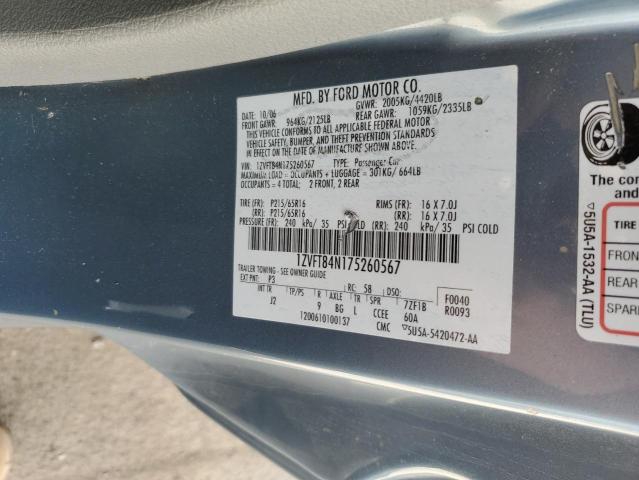 MFD. BY FORD MOTOR CO.
DATE: 10/06 GVWR: 2005KG/4420LB
FRONT GAWR: 964KG/2125LB REAR GAWR: 1059KG/2335LB
THIS VEHICLE CONFORMS TO ALL APPLICABLE FEDERAL MOTOR
VEHICLE SAFETY, BUMPER, AND THEFT PREVENTION STANDARDS
IN EFFECT ON THE DATE OF MANUFACTURE SHOWN ABOVE.
VIN: 1ZVFT84N175260567 TYPE: Passenger Car
MAXIMUM LOAD = OCCUPANTS + LUGGAGE = 301KG/ 664LB
OCCUPANTS = 4 TOTAL: 2 FRONT, 2 REAR
TIRE (FR): P215/65R16 RIMS (FR): 16 X 7.0J
(RR): P215/65R16 (RR): 16 X 7.0J
PRESSURE (FR): 240 kPa/ 35 PSI COLD (RR): 240 kPa/ 35 PSI COLD
1ZVFT84N175260567
TRAILER TOWING - SEE OWNER GUIDE
EXT PNT: P3 RC: 58 DSO:
INT TR TP/PS R AXLE TR SPR 7ZF1B F0040
J2 9 BG L CCEE 60A R0093
1200610100137 CMC ▽5U5A-5420472-AA
▽5U5A-1532-AA (TLU)
The co
TIRE
FRONT
REAR
SPARE